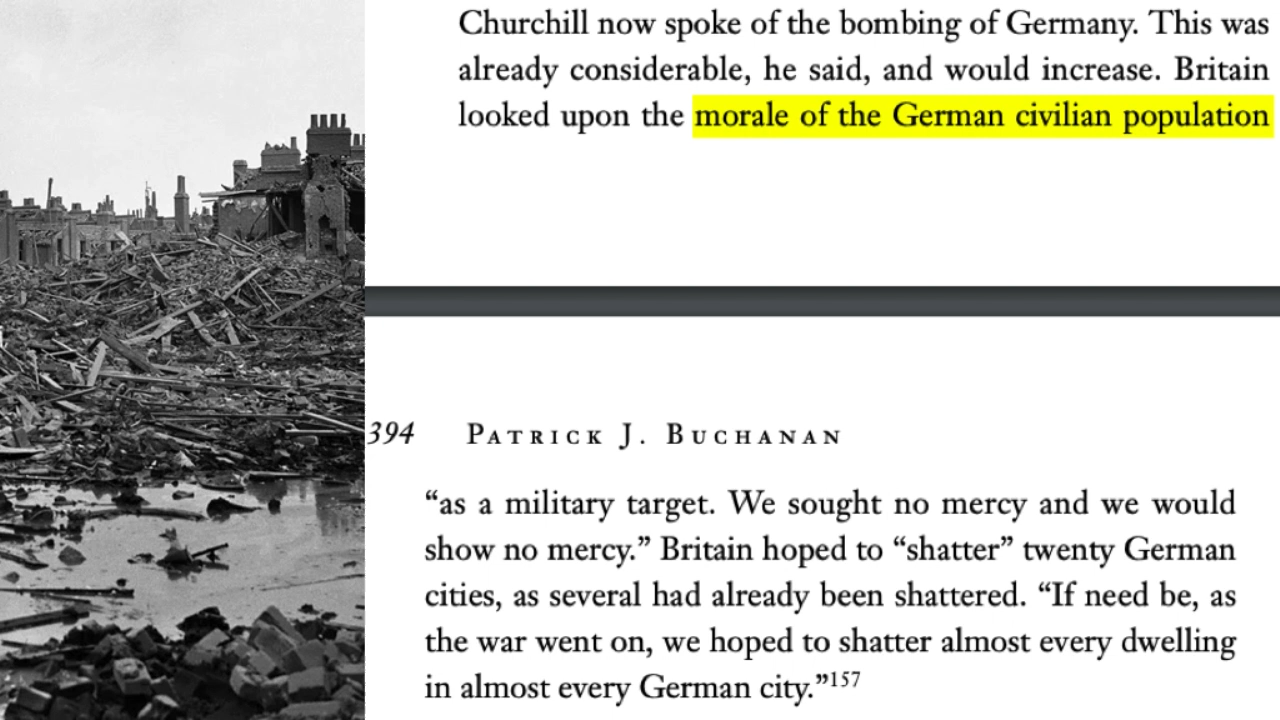 Churchill now spoke of the bombing of Germany. This was
already considerable, he said, and would increase. Britain
looked upon the morale of the German civilian population
394 PATRICK J. BUCHANAN
“as a military target. We sought no mercy and we would
show no mercy.” Britain hoped to “shatter” twenty German
cities, as several had already been shattered. “If need be, as
the war went on, we hoped to shatter almost every dwelling
in almost every German city.”157